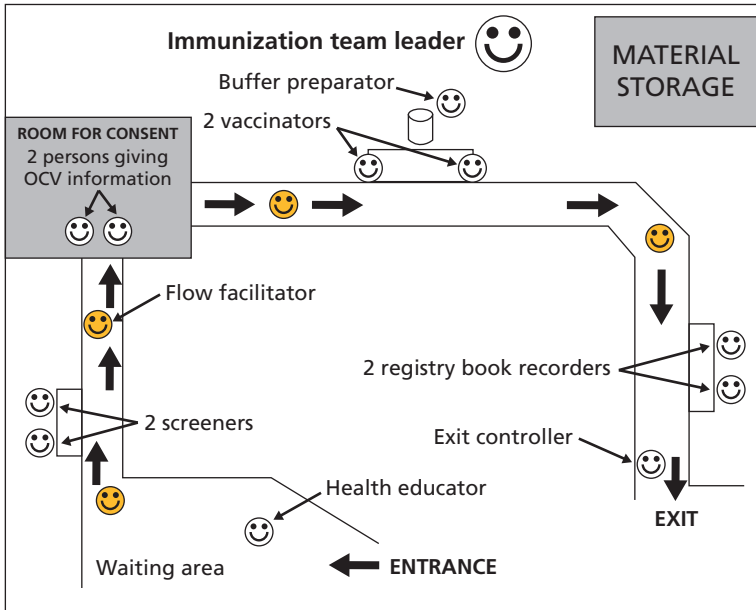 Immunization team leader
MATERIAL
STORAGE
Buffer preparator
2 vaccinators
ROOM FOR CONSENT
2 persons giving
OCV information
Flow facilitator
2 registry book recorders
2 screeners
Exit controller
Health educator
EXIT
Waiting area
ENTRANCE